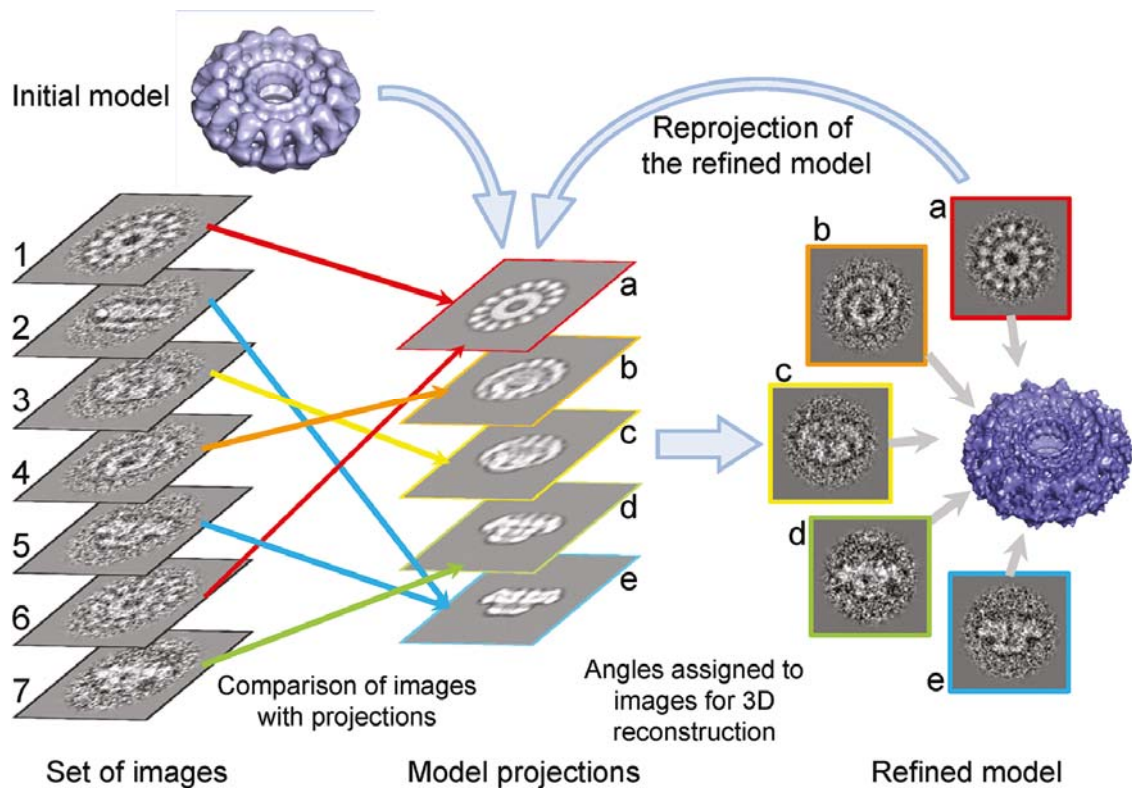 Initial model
Reprojection of
the refined model
1
2
3
4
5
6
7
a
b
c
d
e
a
b
c
d
e
Comparison of images
with projections
Angles assigned to
images for 3D
reconstruction
Set of images
Model projections
Refined model